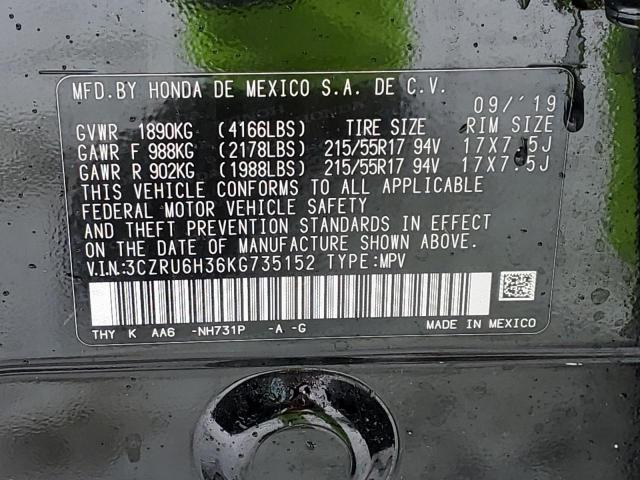 MFD.BY HONDA DE MEXICO S.A. DE C.V.
09/'19
GVWR 1890KG (4166LBS) TIRE SIZE RIM SIZE
GAWR F 988KG (2178LBS) 215/55R17 94V 17X7.5J
GAWR R 902KG (1988LBS) 215/55R17 94V 17X7.5J
THIS VEHICLE CONFORMS TO ALL APPLICABLE
FEDERAL MOTOR VEHICLE SAFETY
AND THEFT PREVENTION STANDARDS IN EFFECT
ON THE DATE OF MANUFACTURE SHOWN ABOVE.
V.I.N:3CZRU6H36KG735152 TYPE:MPV
THY K AA6 -NH731P -A -G MADE IN MEXICO